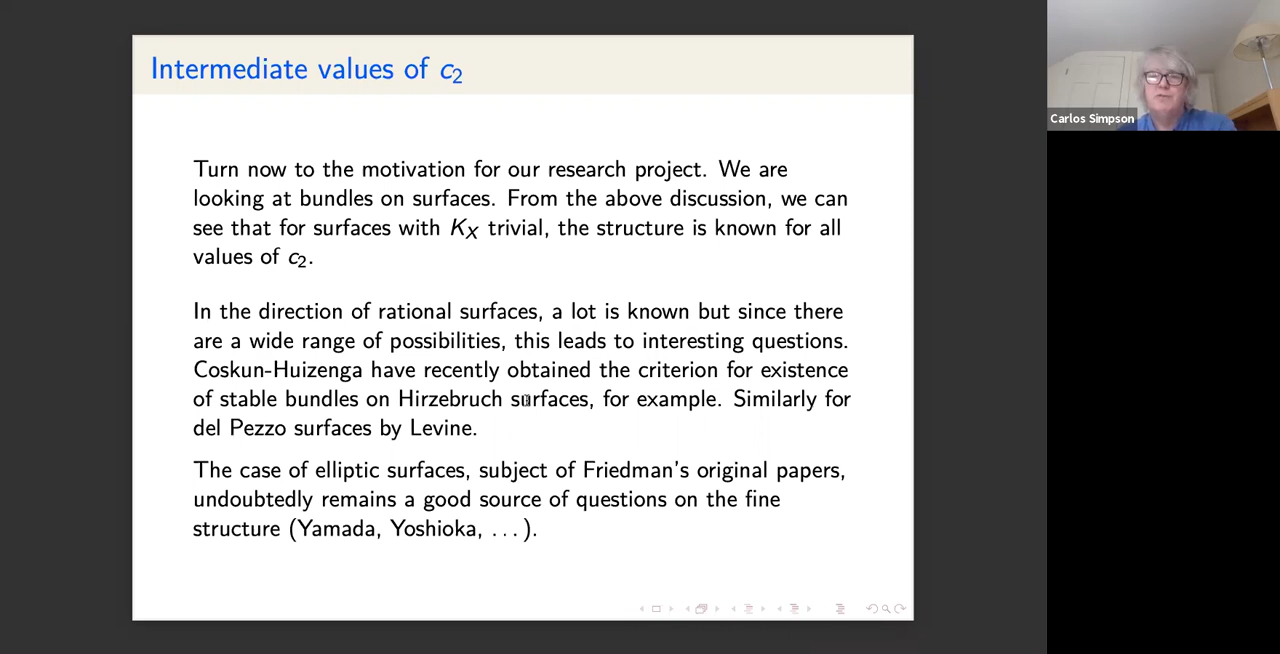 Intermediate values of c₂
Turn now to the motivation for our research project. We are
looking at bundles on surfaces. From the above discussion, we can
see that for surfaces with K_X trivial, the structure is known for all
values of c₂.
In the direction of rational surfaces, a lot is known but since there
are a wide range of possibilities, this leads to interesting questions.
Coskun-Huizenga have recently obtained the criterion for existence
of stable bundles on Hirzebruch surfaces, for example. Similarly for
del Pezzo surfaces by Levine.
The case of elliptic surfaces, subject of Friedman's original papers,
undoubtedly remains a good source of questions on the fine
structure (Yamada, Yoshioka, ...).
Carlos Simpson